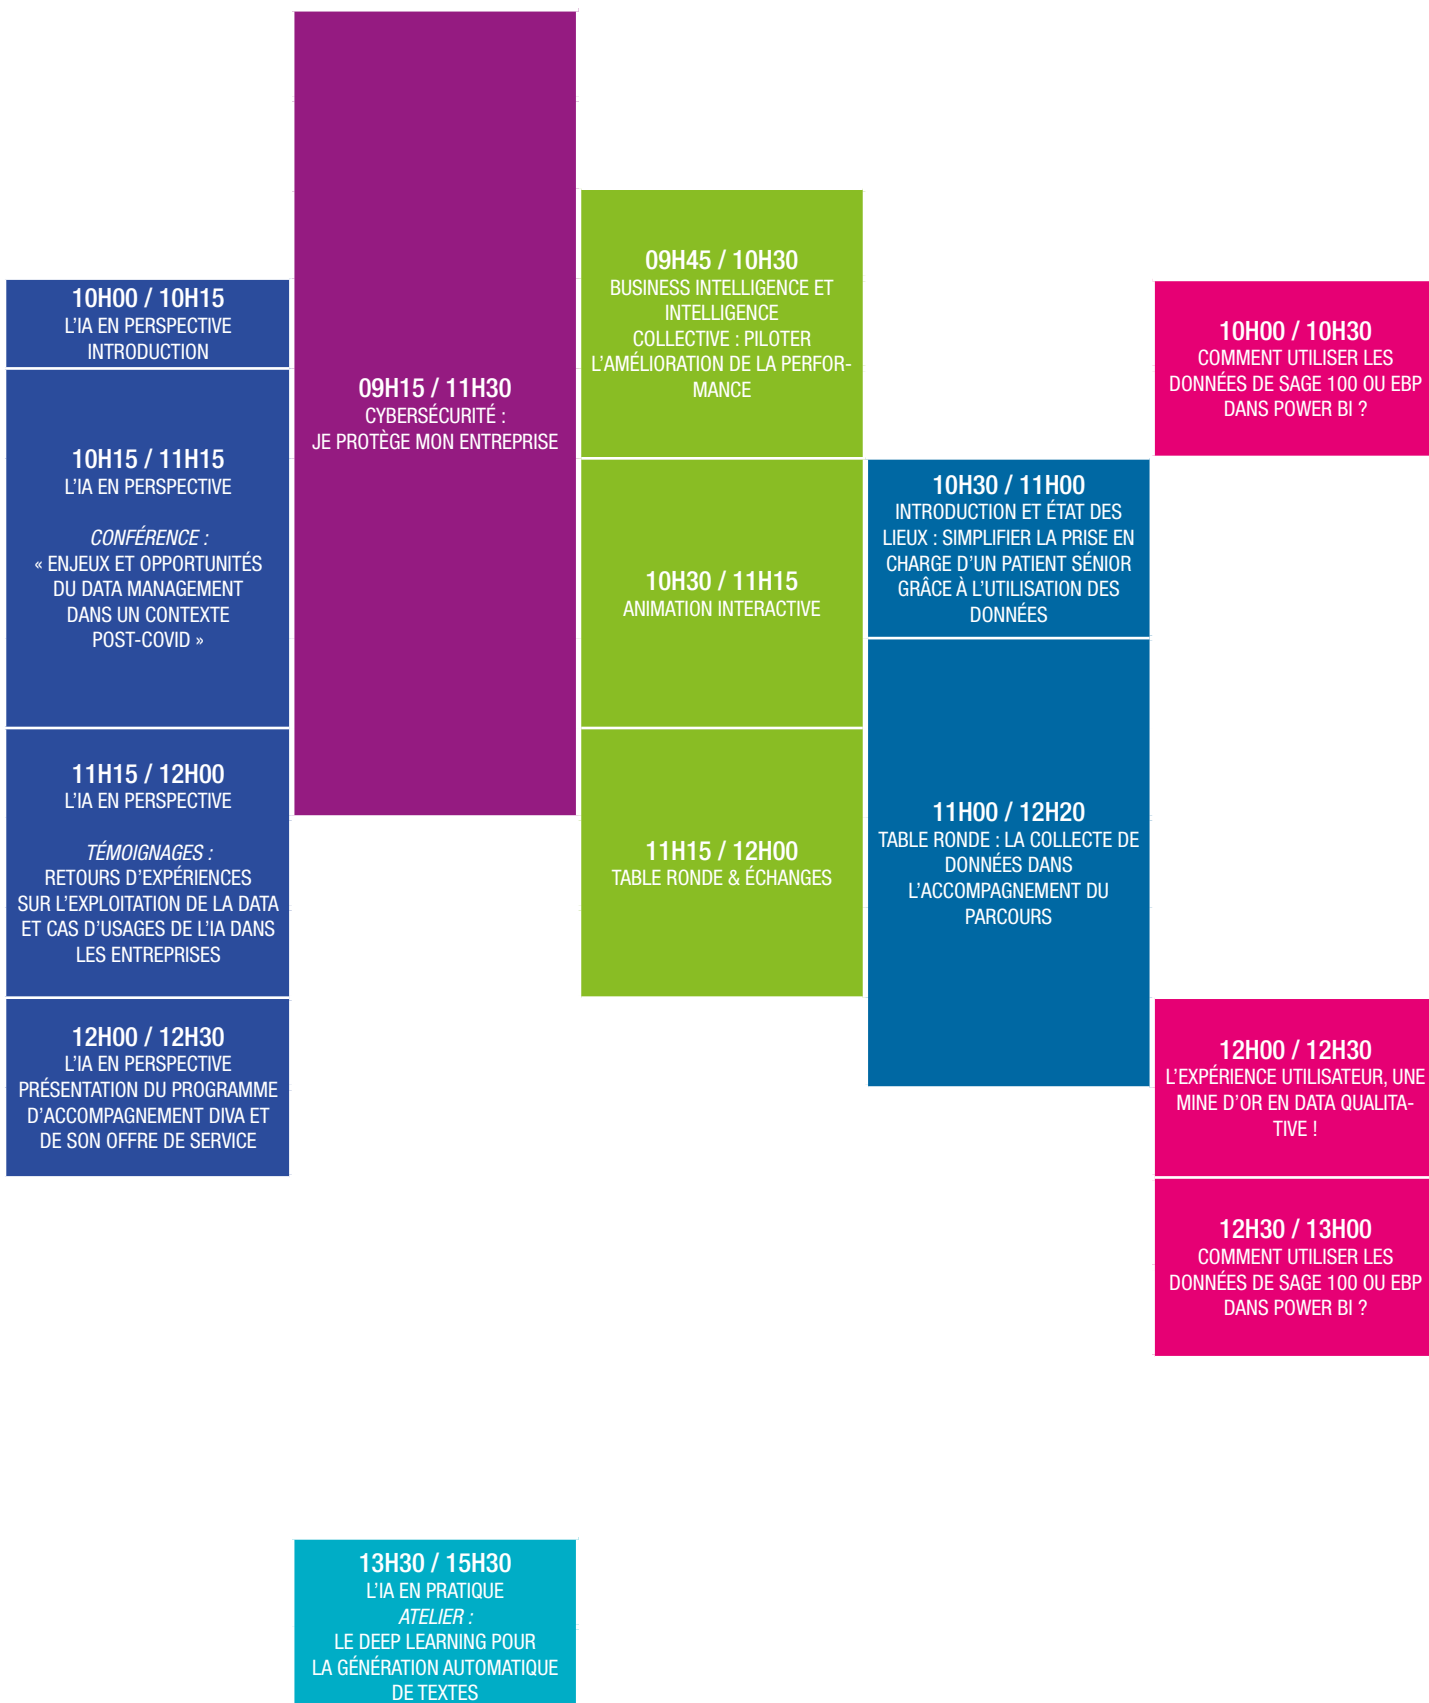 10H00 / 10H15
L'IA EN PERSPECTIVE
INTRODUCTION
10H15 / 11H15
L'IA EN PERSPECTIVE
CONFÉRENCE :
« ENJEUX ET OPPORTUNITÉS
DU DATA MANAGEMENT
DANS UN CONTEXTE
POST-COVID »
11H15 / 12H00
L'IA EN PERSPECTIVE
TÉMOIGNAGES :
RETOURS D'EXPÉRIENCES
SUR L'EXPLOITATION DE LA DATA
ET CAS D'USAGES DE L'IA DANS
LES ENTREPRISES
12H00 / 12H30
L'IA EN PERSPECTIVE
PRÉSENTATION DU PROGRAMME
D'ACCOMPAGNEMENT DIVA ET
DE SON OFFRE DE SERVICE
09H15 / 11H30
CYBERSÉCURITÉ :
JE PROTÈGE MON ENTREPRISE
13H30 / 15H30
L'IA EN PRATIQUE
ATELIER :
LE DEEP LEARNING POUR
LA GÉNÉRATION AUTOMATIQUE
DE TEXTES
09H45 / 10H30
BUSINESS INTELLIGENCE ET
INTELLIGENCE
COLLECTIVE : PILOTER
L'AMÉLIORATION DE LA PERFOR-
MANCE
10H30 / 11H15
ANIMATION INTERACTIVE
11H15 / 12H00
TABLE RONDE & ÉCHANGES
10H30 / 11H00
INTRODUCTION ET ÉTAT DES
LIEUX : SIMPLIFIER LA PRISE EN
CHARGE D'UN PATIENT SÉNIOR
GRÂCE À L'UTILISATION DES
DONNÉES
11H00 / 12H20
TABLE RONDE : LA COLLECTE DE
DONNÉES DANS
L'ACCOMPAGNEMENT DU
PARCOURS
10H00 / 10H30
COMMENT UTILISER LES
DONNÉES DE SAGE 100 OU EBP
DANS POWER BI ?
12H00 / 12H30
L'EXPÉRIENCE UTILISATEUR, UNE
MINE D'OR EN DATA QUALITA-
TIVE !
12H30 / 13H00
COMMENT UTILISER LES
DONNÉES DE SAGE 100 OU EBP
DANS POWER BI ?